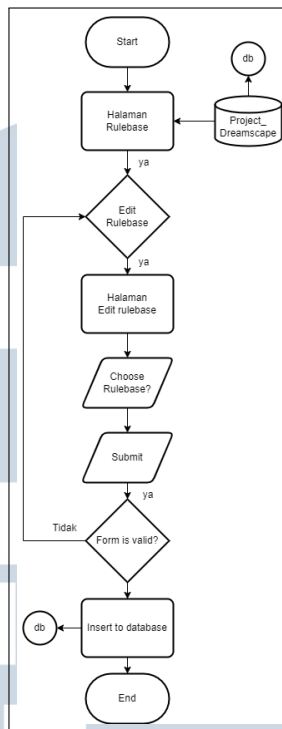 Start
db
Halaman
Rulebase
Project_
Dreamscape
ya
Edit
Rulebase
ya
Halaman
Edit rulebase
Choose
Rulebase?
Submit
ya
Tidak
Form is valid?
db
Insert to database
End